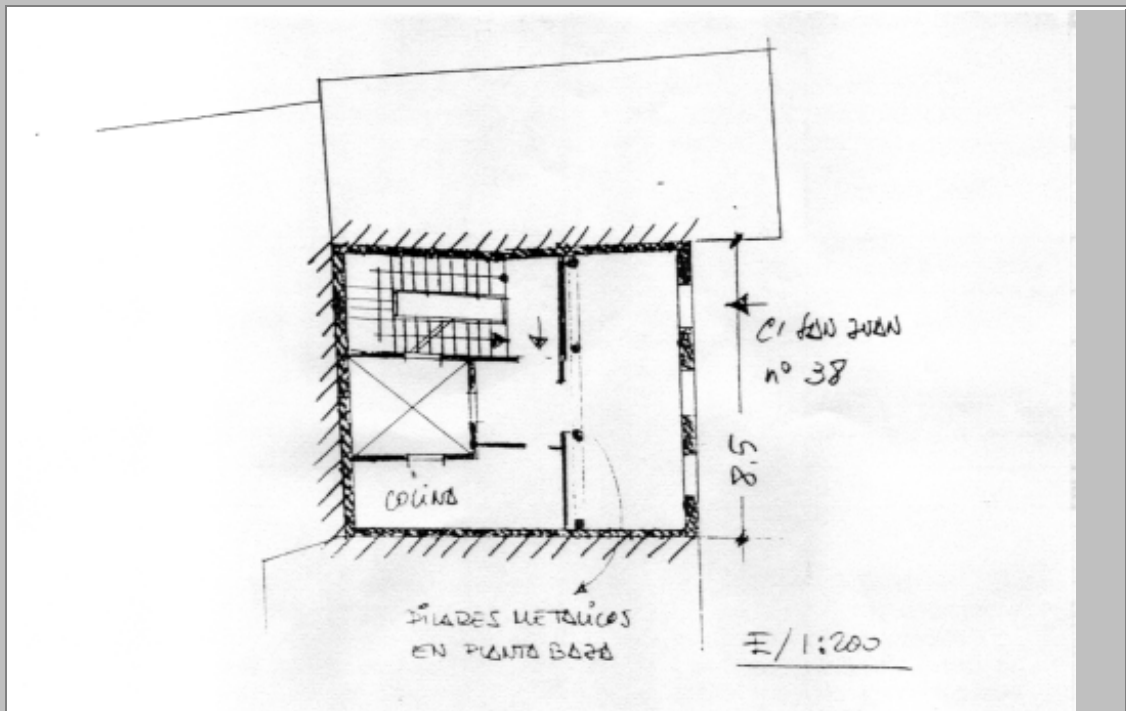 C/ SAN JUAN
nº 38
8.5
COCINA
PILARES METALICOS
EN PLANTA BAJA
E/1:200